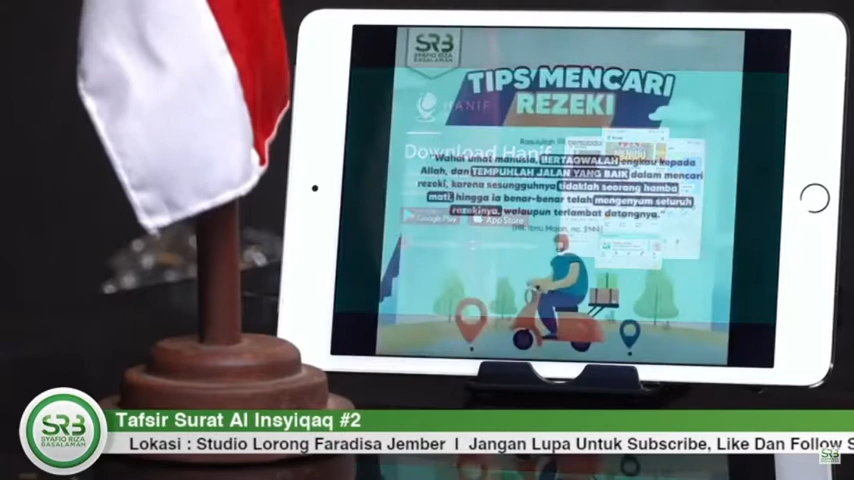 SRB
SYAFIQ RIZA
BASALAMAH
TIPS MENCARI
REZEKI
HANIF
Rasulullah bersabda
Download Hanif
"Wahai umat manusia, BERTAQWALAH engkau kepada
Allah, dan TEMPUHLAH JALAN YANG BAIK dalam mencari
rezeki, karena sesungguhnya tidaklah seorang hamba
mati, hingga ia benar-benar telah mengenyam seluruh
rezekinya, walaupun terlambat datangnya."
Google Play App Store
(HR. Ibnu Majah, no. 2144)
SRB
SYAFIQ RIZA
BASALAMAH
Tafsir Surat Al Insyiqaq #2
Lokasi : Studio Lorong Faradisa Jember I Jangan Lupa Untuk Subscribe, Like Dan Follow S
SRB